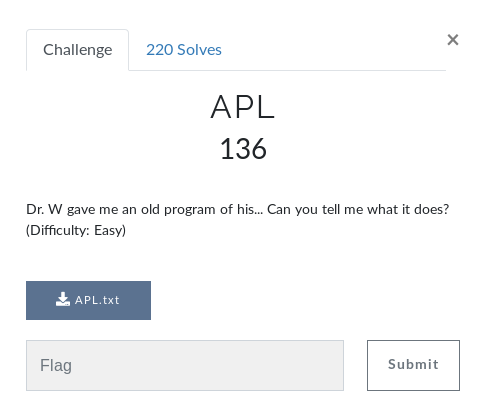 Challenge
220 Solves
×
APL
136
Dr. W gave me an old program of his... Can you tell me what it does?
(Difficulty: Easy)
APL.txt
Flag
Submit